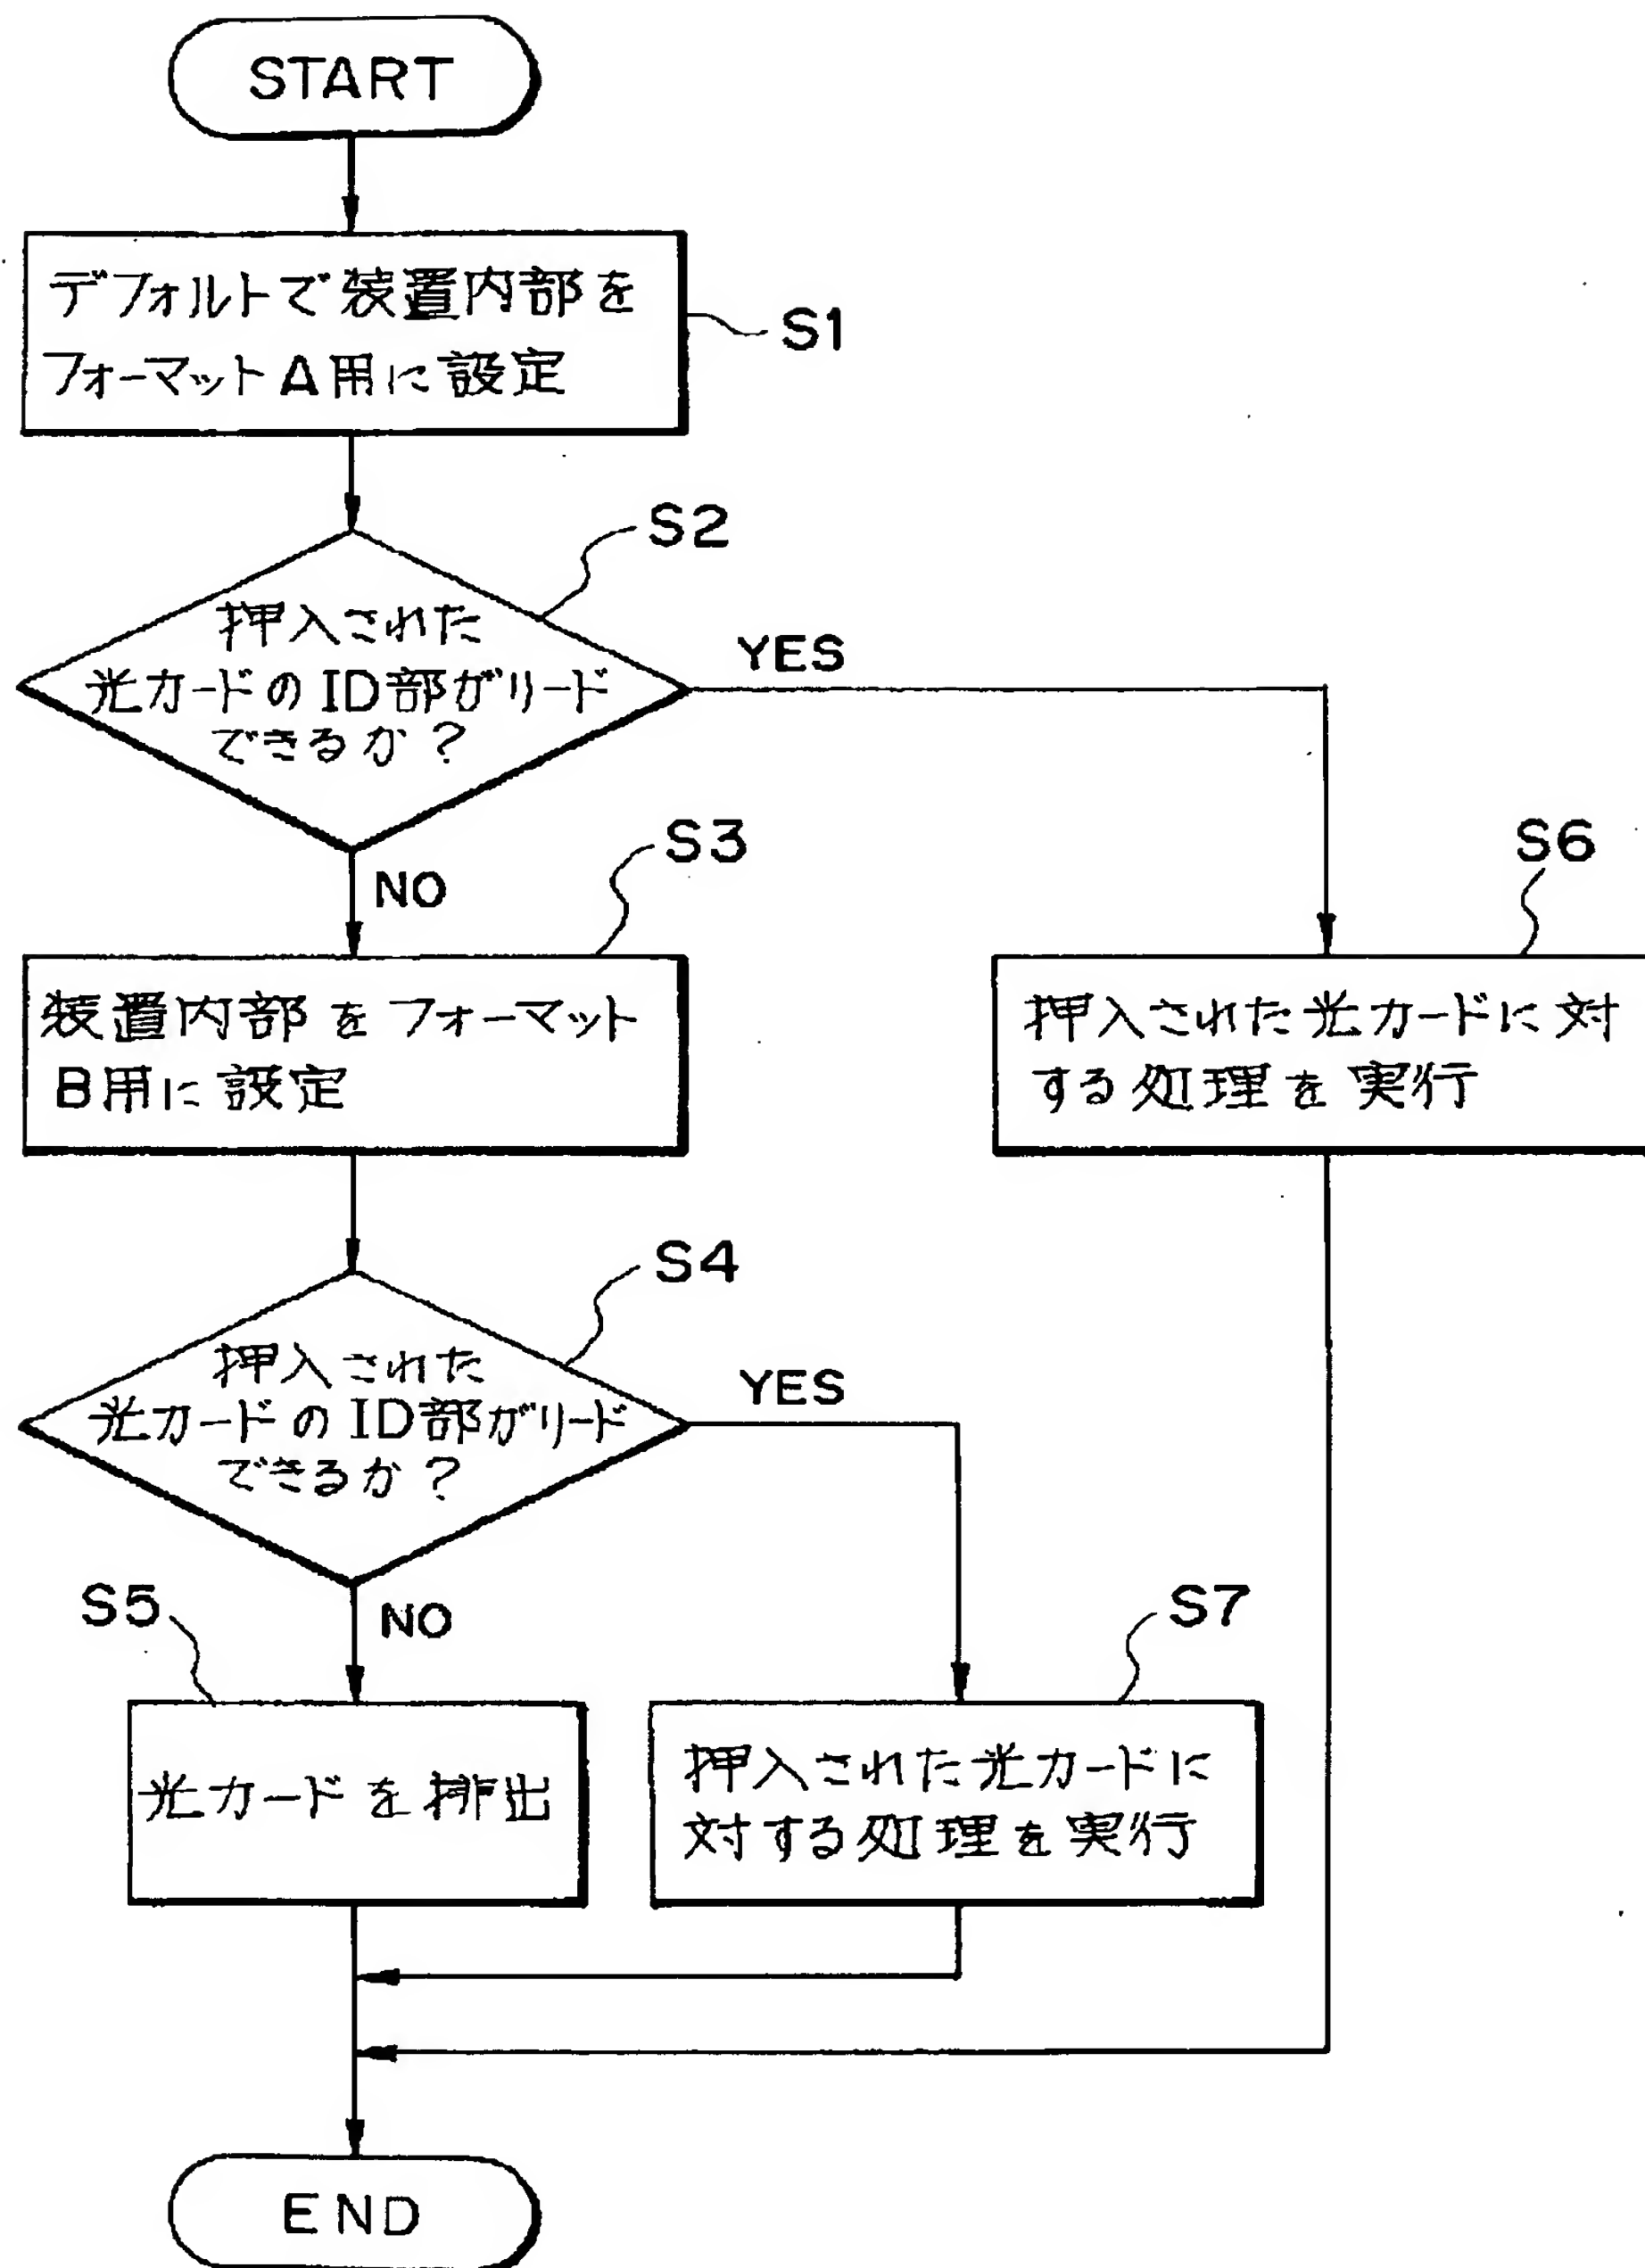 START
デフォルトで装置内部を
フォーマットA用に設定
S1
S2
押入された
光カードのID部がリード
できるか?
YES
NO
S3
装置内部をフォーマット
B用に設定
S6
押入された光カードに対
する処理を実行
S4
押入された
光カードのID部がリード
できるか?
YES
NO
S5
光カードを排出
S7
押入された光カードに
対する処理を実行
END